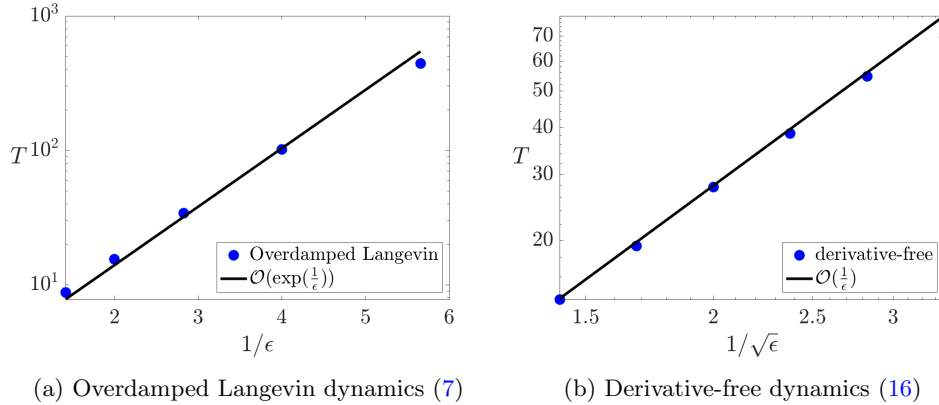 10^3
10^2
10^1
T
2
3
4
5
6
1/ϵ
Overdamped Langevin
𝒪(exp(1/ϵ))
(a) Overdamped Langevin dynamics (7)
70
60
50
40
30
20
T
1.5
2
2.5
3
1/√ϵ
derivative-free
𝒪(1/ϵ)
(b) Derivative-free dynamics (16)